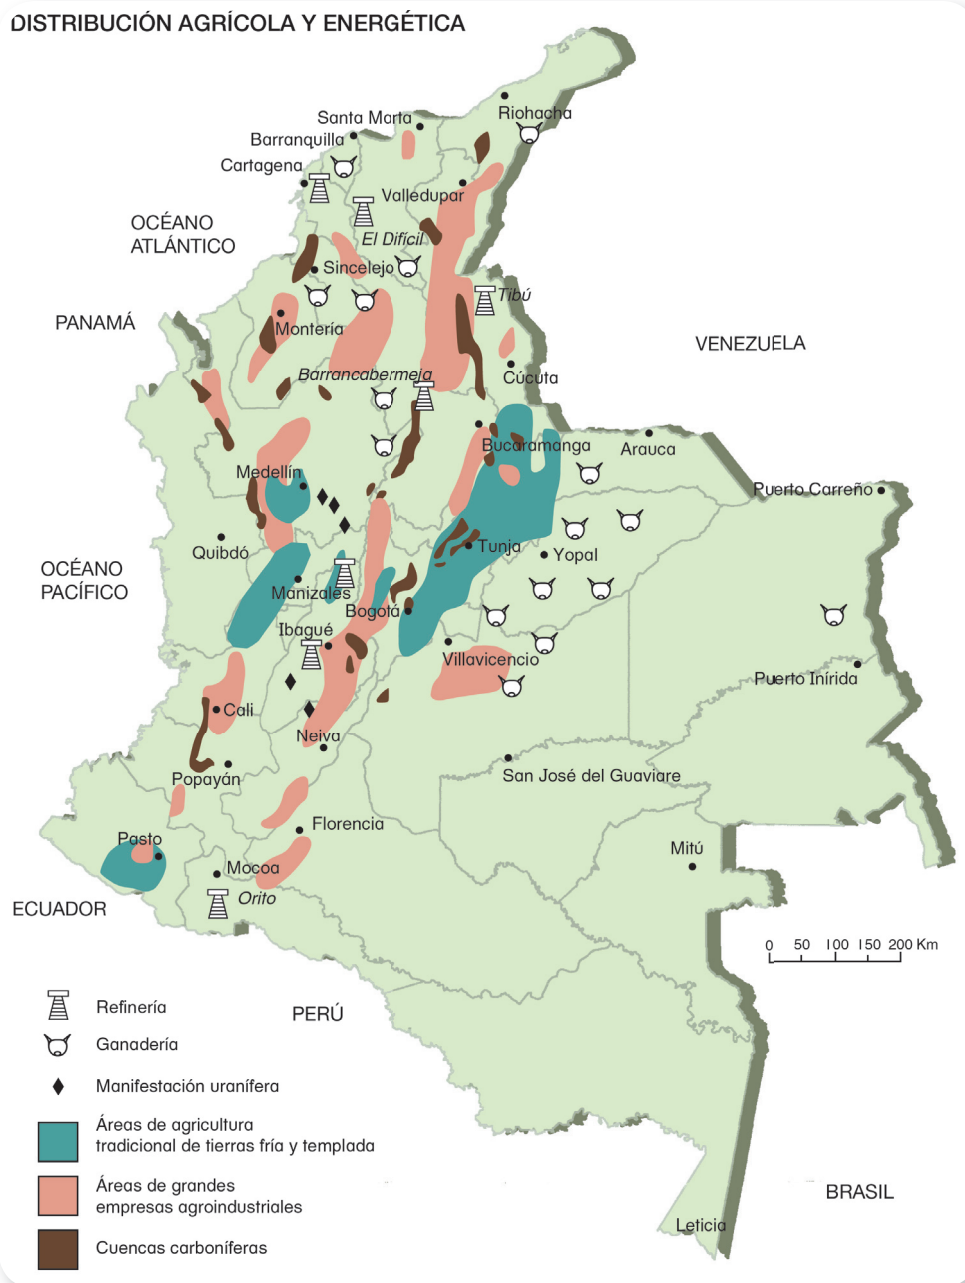 DISTRIBUCIÓN AGRÍCOLA Y ENERGÉTICA
Riohacha
Santa Marta
Barranquilla
Cartagena
Valledupar
OCÉANO
ATLÁNTICO
El Difícil
Sincelejo
Tibú
PANAMÁ
Montería
VENEZUELA
Barrancabermeja
Cúcuta
Bucaramanga
Arauca
Medellín
Puerto Carreño
Quibdó
Tunja
Yopal
OCÉANO
PACÍFICO
Manizales
Bogotá
Ibagué
Villavicencio
Puerto Inírida
Cali
Neiva
San José del Guaviare
Popayán
Florencia
Pasto
Mitú
Mocoa
Orito
ECUADOR
0 50 100 150 200 Km
PERÚ
Refinería
Ganadería
Manifestación uranífera
Áreas de agricultura
tradicional de tierras fría y templada
Áreas de grandes
empresas agroindustriales
BRASIL
Leticia
Cuencas carboníferas